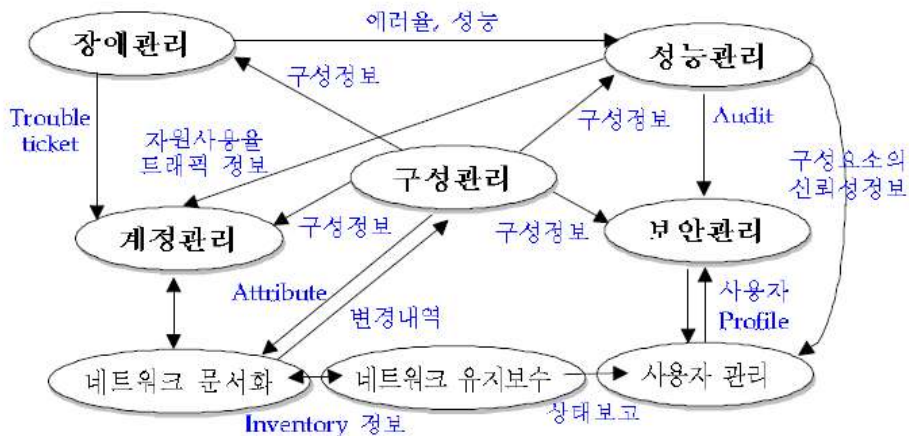 에러율, 성능
장애관리
성능관리
구성정보
Trouble
ticket
자원사용율
트래픽 정보
구성정보
Audit
구성요소의
신뢰성정보
구성관리
계정관리
구성정보
구성정보
보안관리
Attribute
변경내역
사용자
Profile
네트워크 문서화
네트워크 유지보수
사용자 관리
Inventory 정보
상태보고